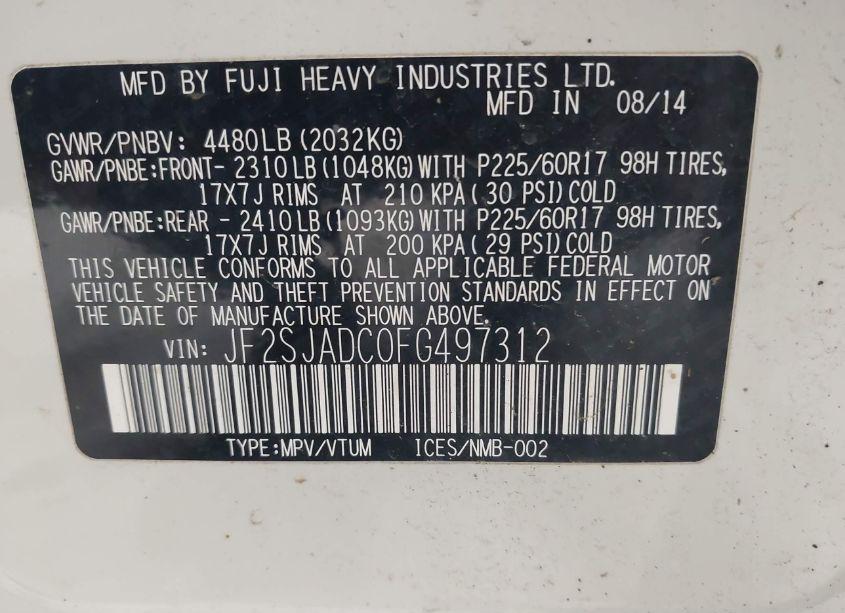 MFD BY FUJI HEAVY INDUSTRIES LTD.
MFD IN 08/14
GVWR/PNBV: 4480LB (2032KG)
GAWR/PNBE:FRONT- 2310LB (1048KG) WITH P225/60R17 98H TIRES,
17X7J RIMS AT 210 KPA (30 PSI) COLD
GAWR/PNBE:REAR - 2410LB (1093KG) WITH P225/60R17 98H TIRES,
17X7J RIMS AT 200 KPA (29 PSI) COLD
THIS VEHICLE CONFORMS TO ALL APPLICABLE FEDERAL MOTOR
VEHICLE SAFETY AND THEFT PREVENTION STANDARDS IN EFFECT ON
THE DATE OF MANUFACTURE SHOWN ABOVE.
VIN: JF2SJADC0FG497312
TYPE:MPV/VTUM ICES/NMB-002